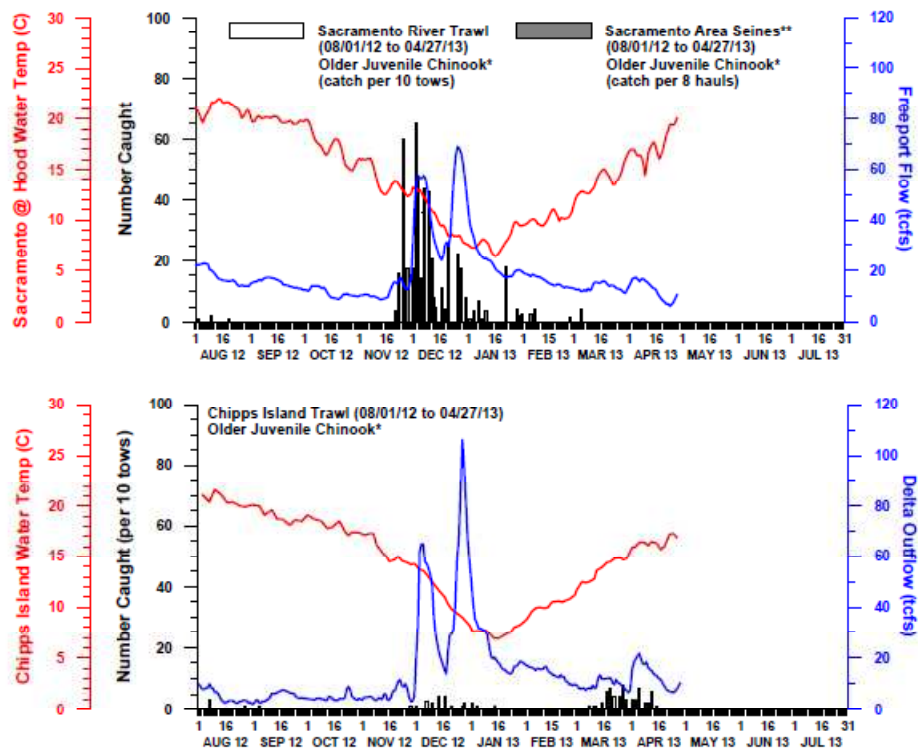 Sacramento River Trawl
(08/01/12 to 04/27/13)
Older Juvenile Chinook*
(catch per 10 tows)
Sacramento Area Seines**
(08/01/12 to 04/27/13)
Older Juvenile Chinook*
(catch per 8 hauls)
Sacramento @ Hood Water Temp (C)
30
25
20
15
10
5
0
Number Caught
100
80
60
40
20
0
Freeport Flow (tcfs)
120
100
80
60
40
20
0
1 16 1 16 1 16 1 16 1 16 1 16 1 15 1 16 1 16 1 16 1 16 1 16 31
AUG 12 SEP 12 OCT 12 NOV 12 DEC 12 JAN 13 FEB 13 MAR 13 APR 13 MAY 13 JUN 13 JUL 13
Chipps Island Trawl (08/01/12 to 04/27/13)
Older Juvenile Chinook*
Chipps Island Water Temp (C)
30
25
20
15
10
5
0
Number Caught (per 10 tows)
100
80
60
40
20
0
Delta Outflow (tcfs)
120
100
80
60
40
20
0
1 16 1 16 1 16 1 16 1 16 1 16 1 15 1 16 1 16 1 16 1 16 1 16 31
AUG 12 SEP 12 OCT 12 NOV 12 DEC 12 JAN 13 FEB 13 MAR 13 APR 13 MAY 13 JUN 13 JUL 13